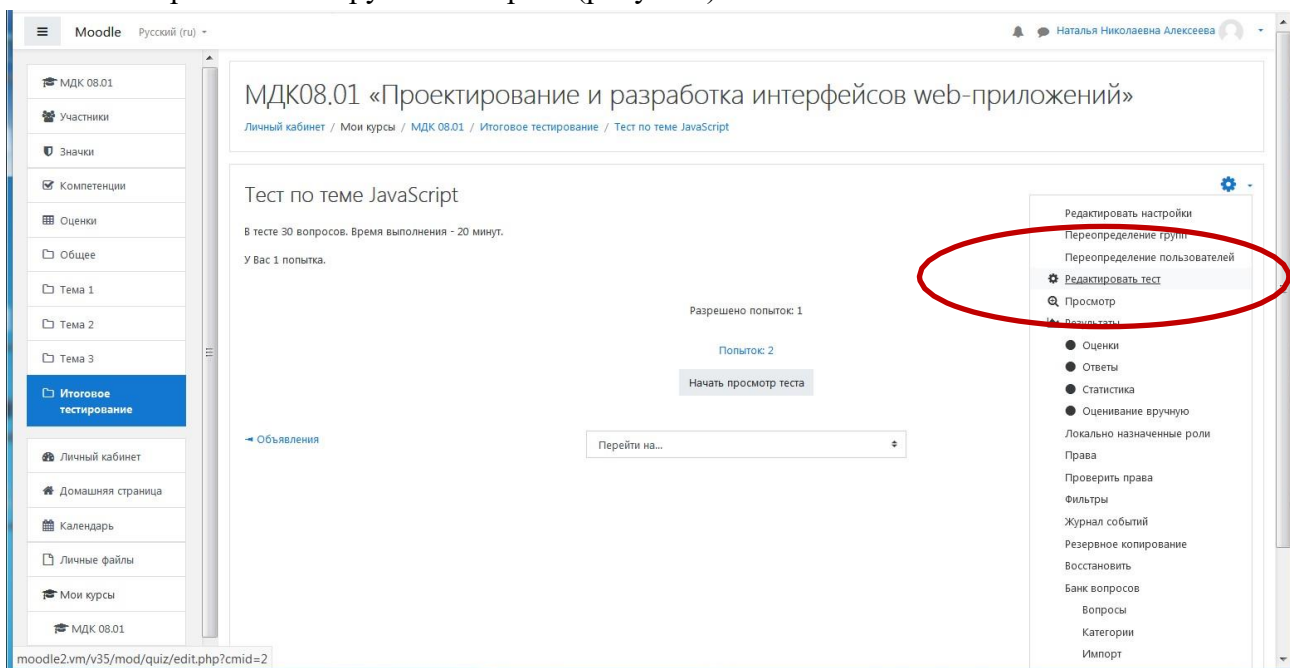 Moodle Русский (ru)
Наталья Николаевна Алексеева
МДК 08.01
Участники
Значки
Компетенции
Оценки
Общее
Тема 1
Тема 2
Тема 3
Итоговое
тестирование
Личный кабинет
Домашняя страница
Календарь
Личные файлы
Мои курсы
МДК 08.01
МДК08.01 «Проектирование и разработка интерфейсов web-приложений»
Личный кабинет / Мои курсы / МДК 08.01 / Итоговое тестирование / Тест по теме JavaScript
Тест по теме JavaScript
В тесте 30 вопросов. Время выполнения - 20 минут.
У Вас 1 попытка.
Разрешено попыток: 1
Попыток: 2
Начать просмотр теста
◄ Объявления
Перейти на...
Редактировать настройки
Переопределение групп
Переопределение пользователей
Редактировать тест
Просмотр
Результаты
Оценки
Ответы
Статистика
Оценивание вручную
Локально назначенные роли
Права
Проверить права
Фильтры
Журнал событий
Резервное копирование
Восстановить
Банк вопросов
Вопросы
Категории
Импорт
moodle2.vm/v35/mod/quiz/edit.php?cmid=2